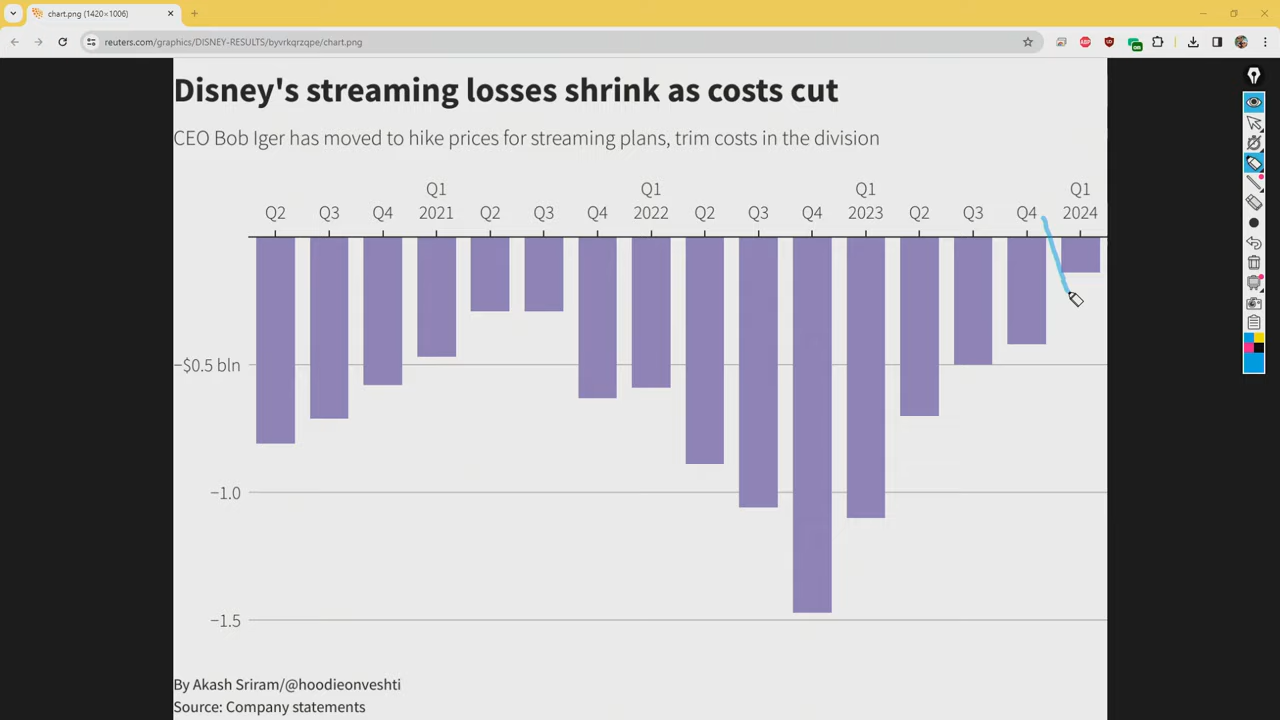 chart.png (1420×1006)
reuters.com/graphics/DISNEY-RESULTS/byvrkqrzqpe/chart.png
Disney's streaming losses shrink as costs cut
CEO Bob Iger has moved to hike prices for streaming plans, trim costs in the division
Q1 Q1 Q1 Q1
Q2 Q3 Q4 2021 Q2 Q3 Q4 2022 Q2 Q3 Q4 2023 Q2 Q3 Q4 2024
−$0.5 bln
−1.0
−1.5
By Akash Sriram/@hoodieonveshti
Source: Company statements